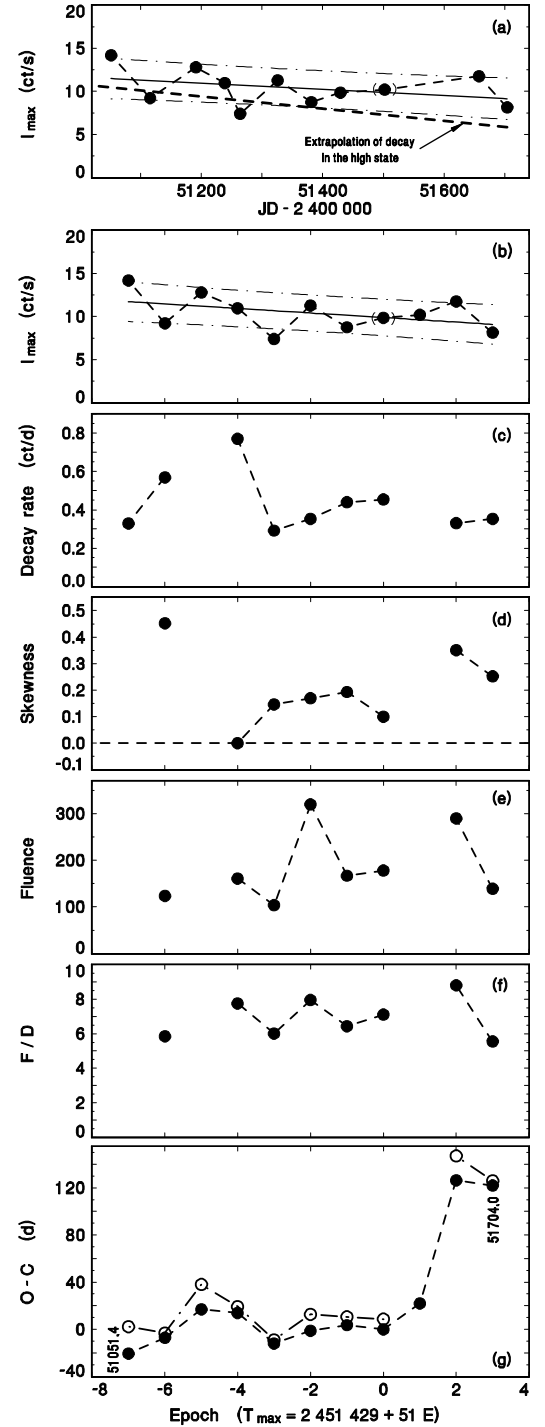 20
15
10
5
0
I max (ct/s)
(a)
( )
Extrapolation of decay
in the high state
51200
51400
51600
JD - 2 400 000
20
15
10
5
0
I max (ct/s)
(b)
( )
0.8
0.6
0.4
0.2
0.0
Decay rate (ct/d)
(c)
0.5
0.4
0.3
0.2
0.1
0.0
-0.1
Skewness
(d)
300
200
100
0
Fluence
(e)
10
8
6
4
2
0
F / D
(f)
120
80
40
0
-40
O - C (d)
51051.4
51704.0
(g)
-8
-6
-4
-2
0
2
4
Epoch (T max = 2 451 429 + 51 E)